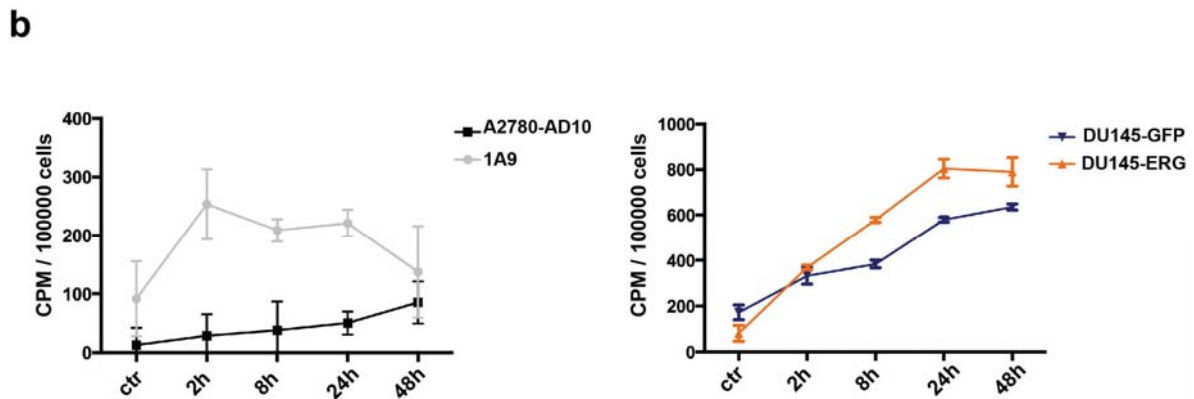 b
400
300
200
100
0
CPM / 100000 cells
ctr
2h
8h
24h
48h
A2780-AD10
1A9
1000
800
600
400
200
0
CPM / 100000 cells
ctr
2h
8h
24h
48h
DU145-GFP
DU145-ERG